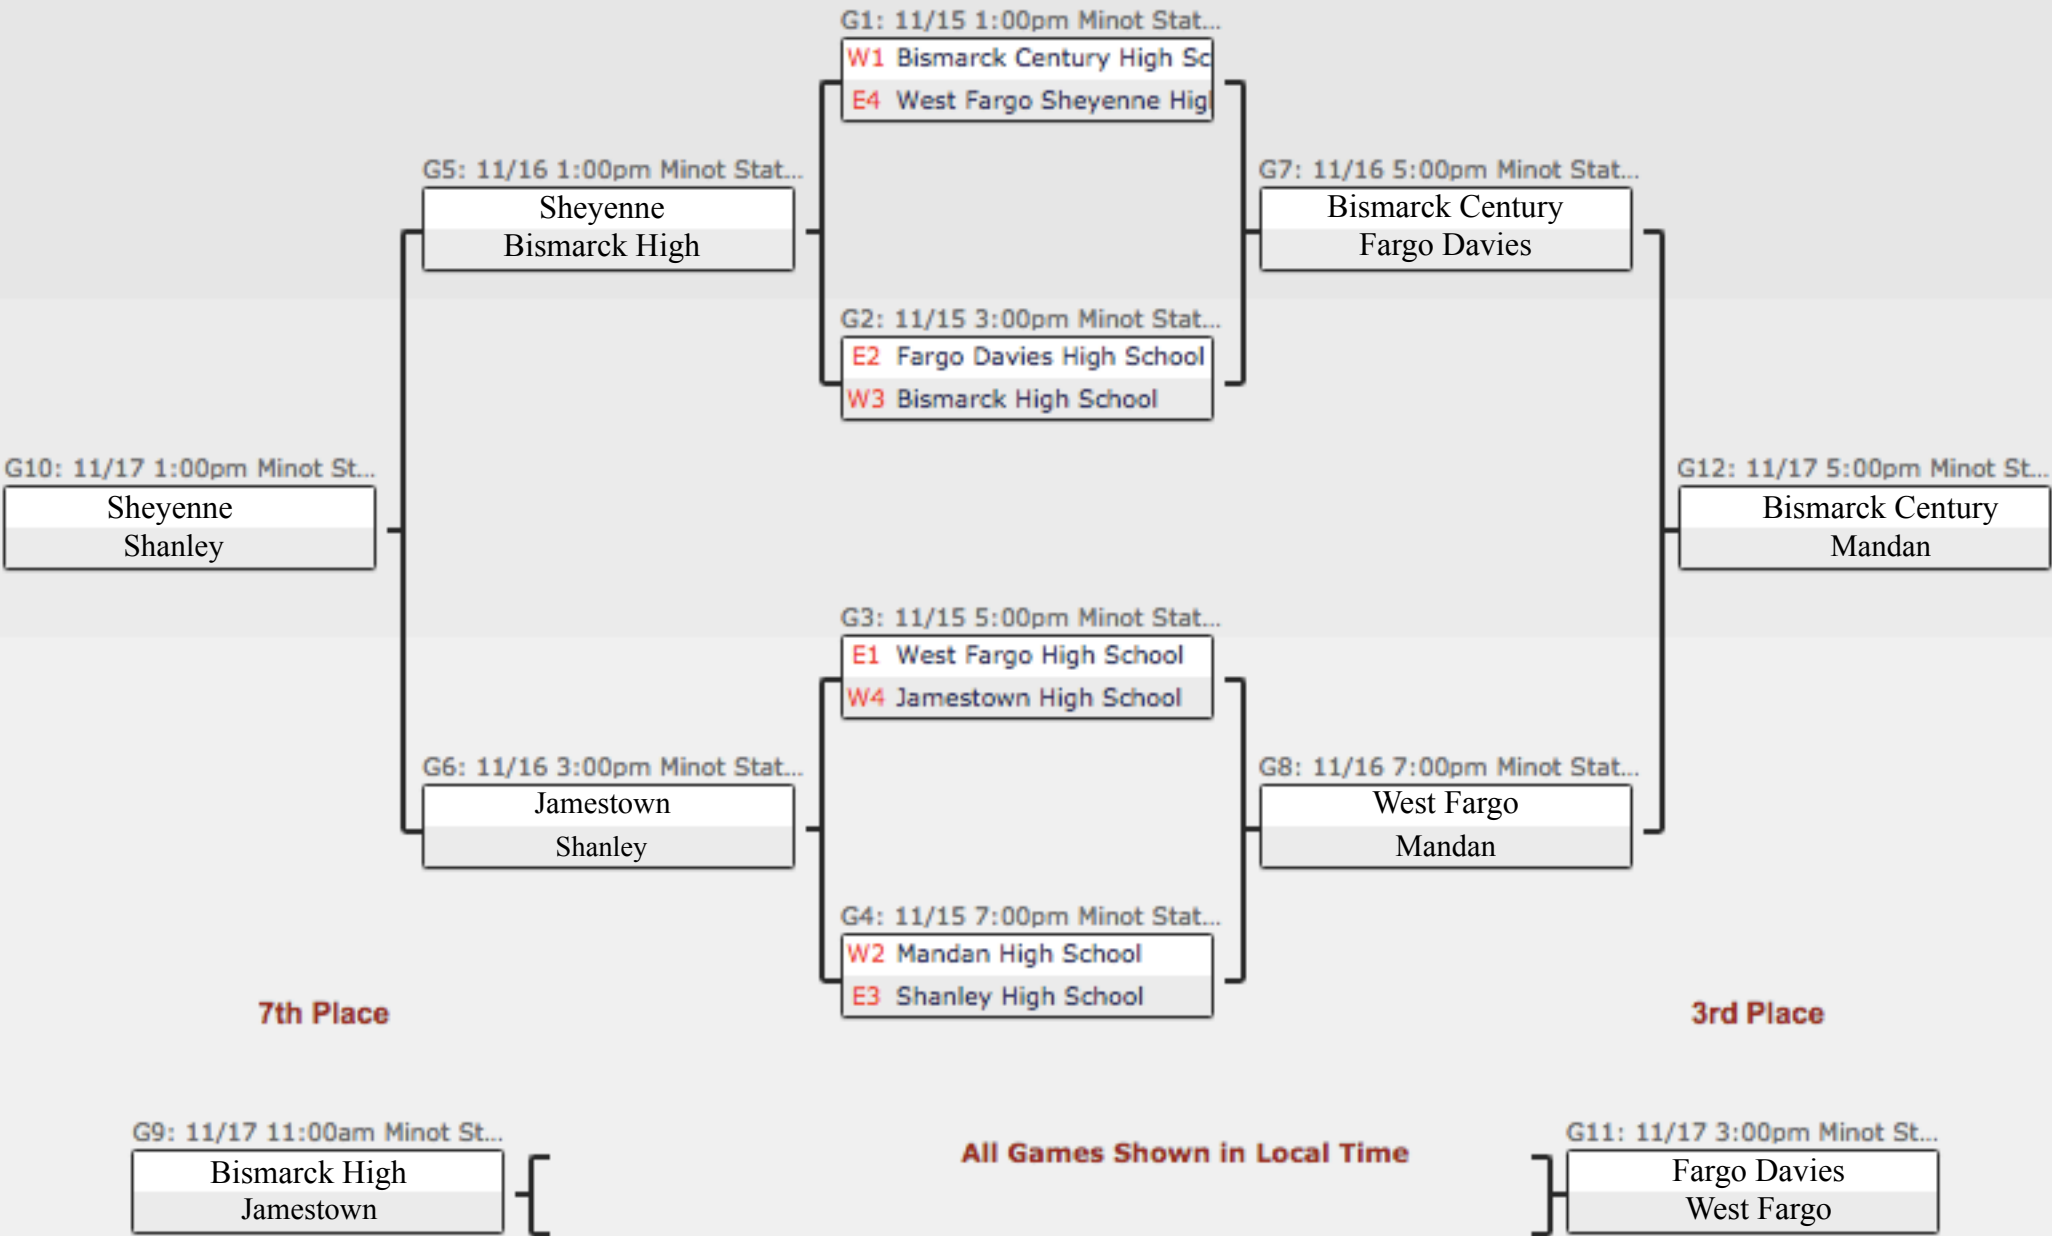 G1: 11/15 1:00pm Minot Stat...
W1 Bismarck Century High Sc
E4 West Fargo Sheyenne Hig
G5: 11/16 1:00pm Minot Stat...
Sheyenne
Bismarck High
G7: 11/16 5:00pm Minot Stat...
Bismarck Century
Fargo Davies
G2: 11/15 3:00pm Minot Stat...
E2 Fargo Davies High School
W3 Bismarck High School
G10: 11/17 1:00pm Minot St...
Sheyenne
Shanley
G12: 11/17 5:00pm Minot St...
Bismarck Century
Mandan
G3: 11/15 5:00pm Minot Stat...
E1 West Fargo High School
W4 Jamestown High School
G6: 11/16 3:00pm Minot Stat...
Jamestown
Shanley
G8: 11/16 7:00pm Minot Stat...
West Fargo
Mandan
G4: 11/15 7:00pm Minot Stat...
W2 Mandan High School
E3 Shanley High School
7th Place
3rd Place
G9: 11/17 11:00am Minot St...
Bismarck High
Jamestown
All Games Shown in Local Time
G11: 11/17 3:00pm Minot St...
Fargo Davies
West Fargo